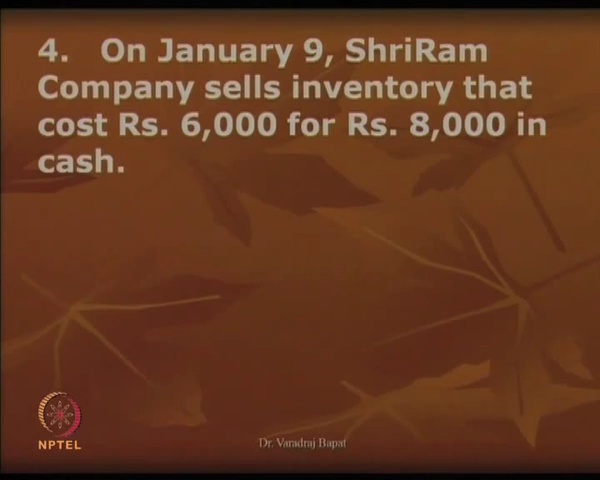 4. On January 9, ShriRam
Company sells inventory that
cost Rs. 6,000 for Rs. 8,000 in
cash.
NPTEL
Dr. Varadraj Bapat